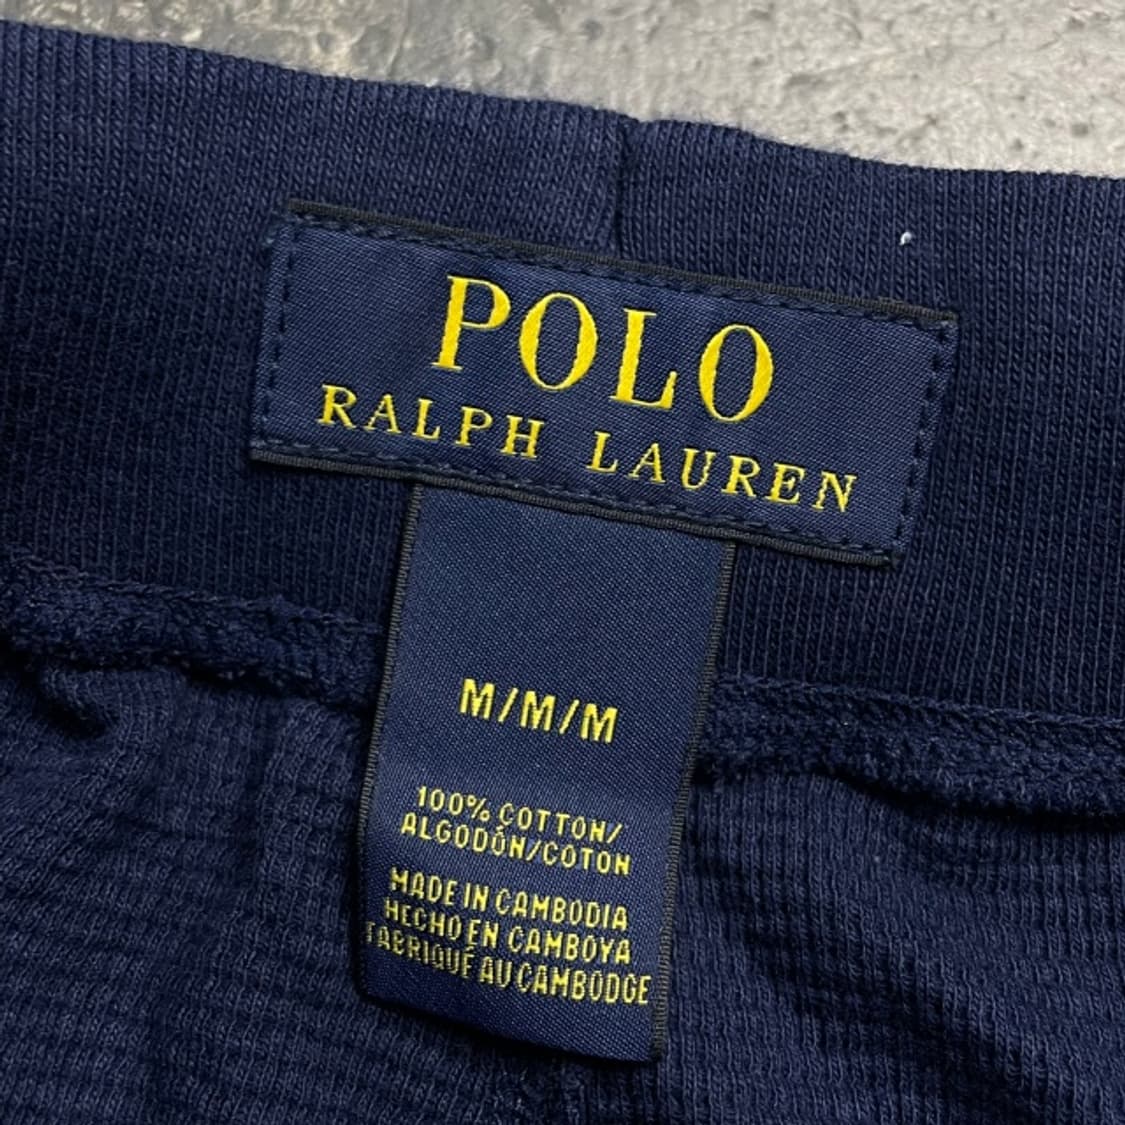 POLO
RALPH LAUREN
M/M/M
100% COTTON/
ALGODÓN/COTON
MADE IN CAMBODIA
HECHO EN CAMBOYA
FABRIQUÉ AU CAMBODGE